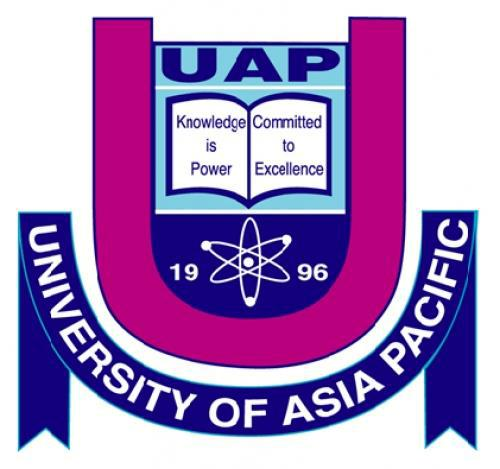 UAP
Knowledge
is
Power
Committed
to
Excellence
19 96
UNIVERSITY OF ASIA PACIFIC